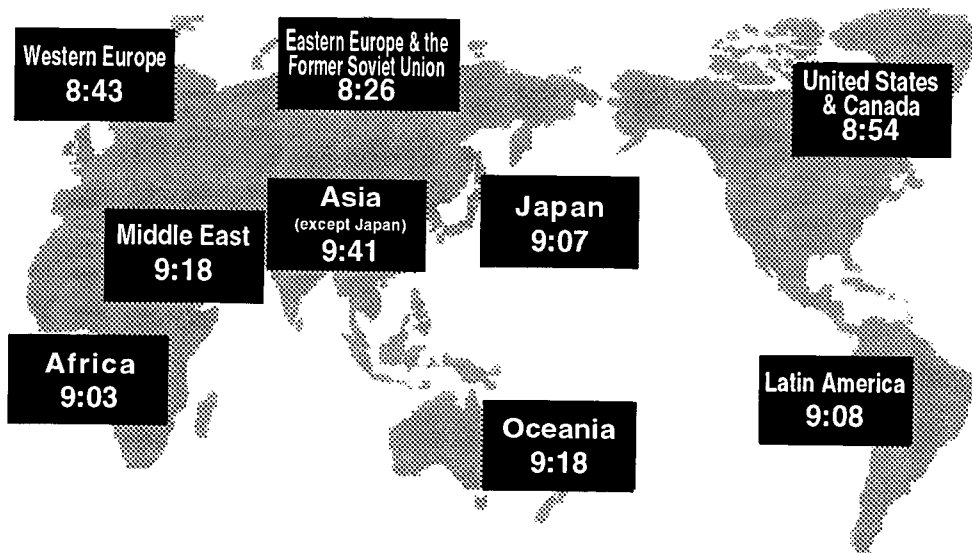 Western Europe
8:43
Eastern Europe & the
Former Soviet Union
8:26
United States
& Canada
8:54
Middle East
9:18
Asia
(except Japan)
9:41
Japan
9:07
Africa
9:03
Oceania
9:18
Latin America
9:08